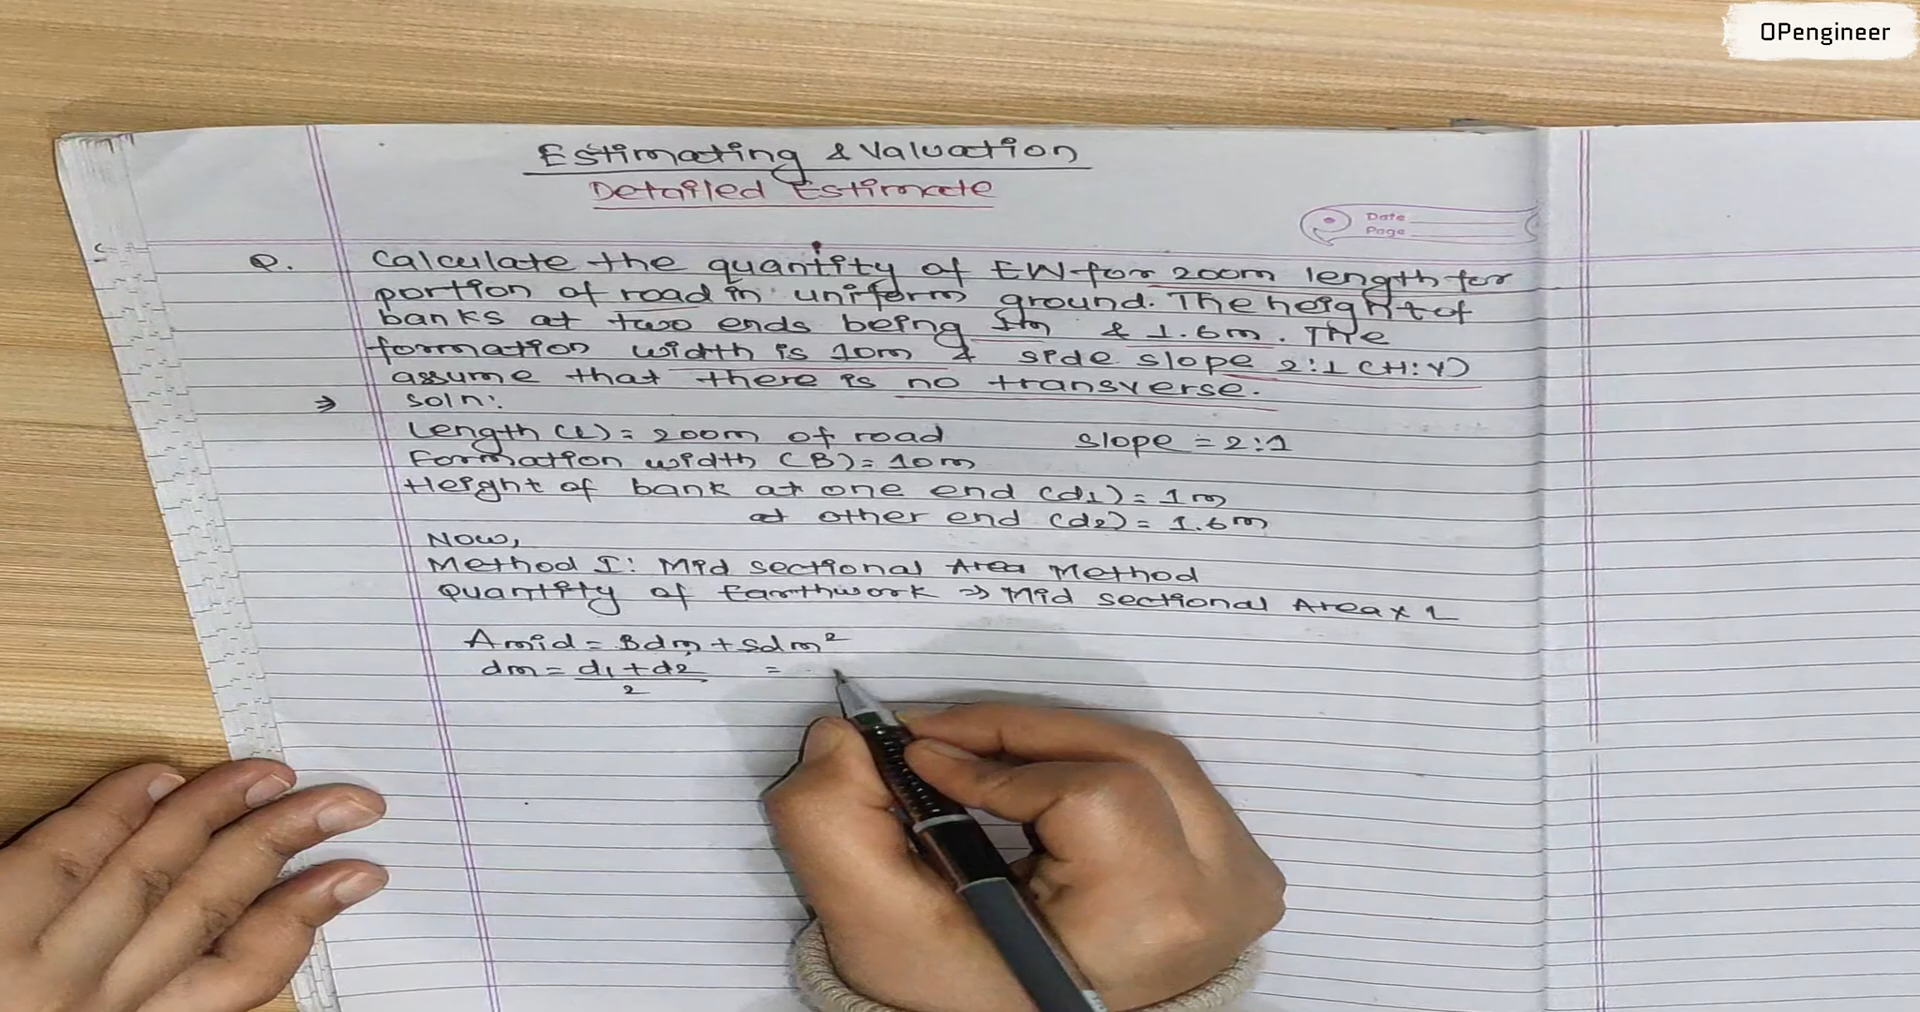 OPengineer
Estimating & Valuation
Detailed Estimate
Date
Page
Q. Calculate the quantity of EW for 200m length for
portion of road in uniform ground. The height of
banks at two ends being 1m & 1.6m. The
formation width is 10m & side slope 2:1 (H:V)
assume that there is no transverse.
⇒ soln:
Length (L) = 200m of road slope = 2:1
Formation width (B) = 10m
Height of bank at one end (d1) = 1m
at other end (d2) = 1.6m
Now,
Method I: Mid sectional Area Method
Quantity of Earthwork ⇒ Mid sectional Area x L
Amid = Bdm + Sdm²
dm = d1 + d2 =
2